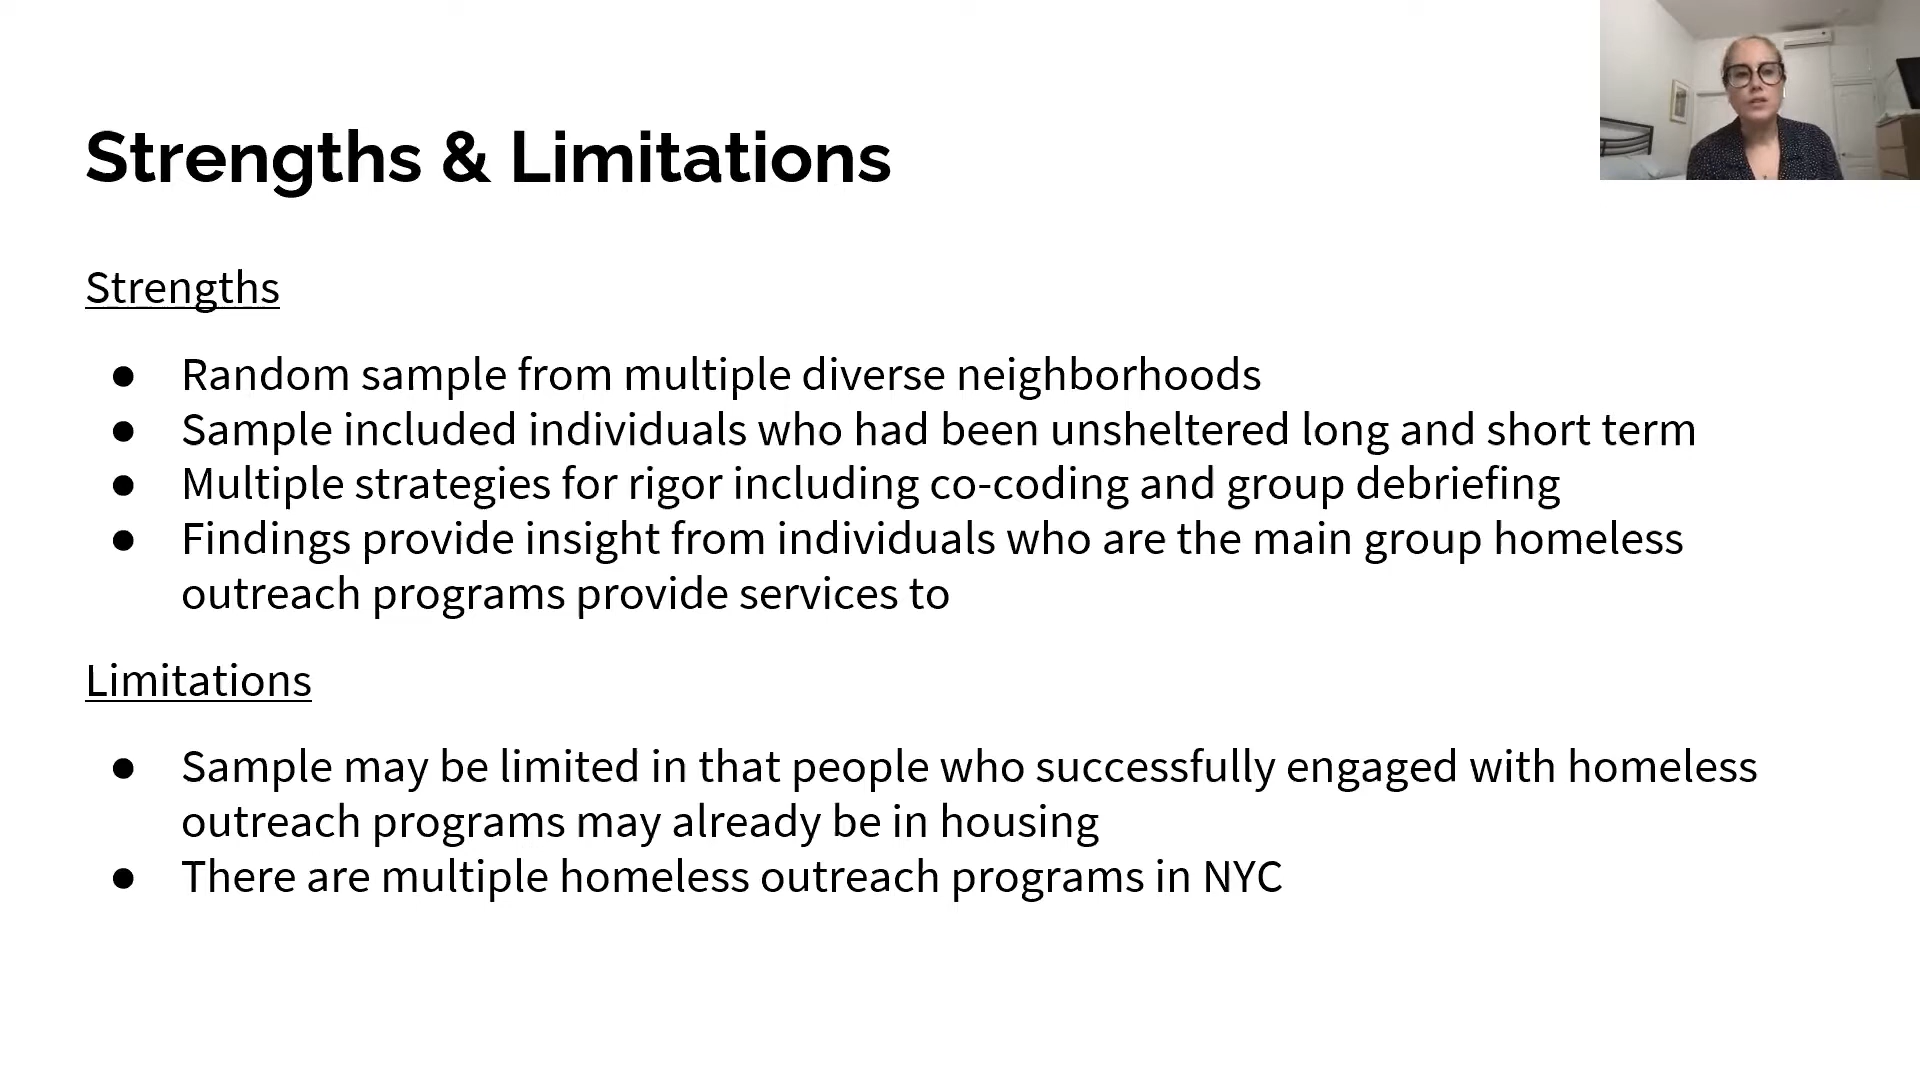 Strengths & Limitations
Strengths
● Random sample from multiple diverse neighborhoods
● Sample included individuals who had been unsheltered long and short term
● Multiple strategies for rigor including co-coding and group debriefing
● Findings provide insight from individuals who are the main group homeless
outreach programs provide services to
Limitations
● Sample may be limited in that people who successfully engaged with homeless
outreach programs may already be in housing
● There are multiple homeless outreach programs in NYC